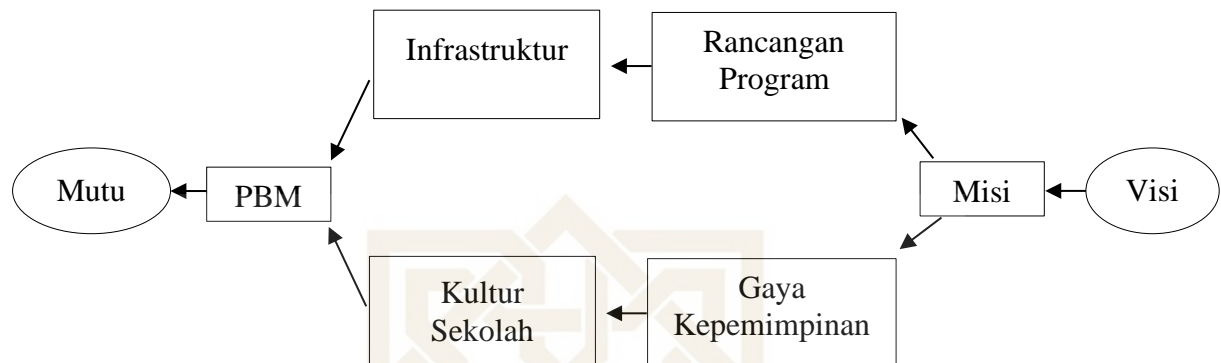 Infrastruktur
Rancangan
Program
Mutu
PBM
Misi
Visi
Kultur
Sekolah
Gaya
Kepemimpinan